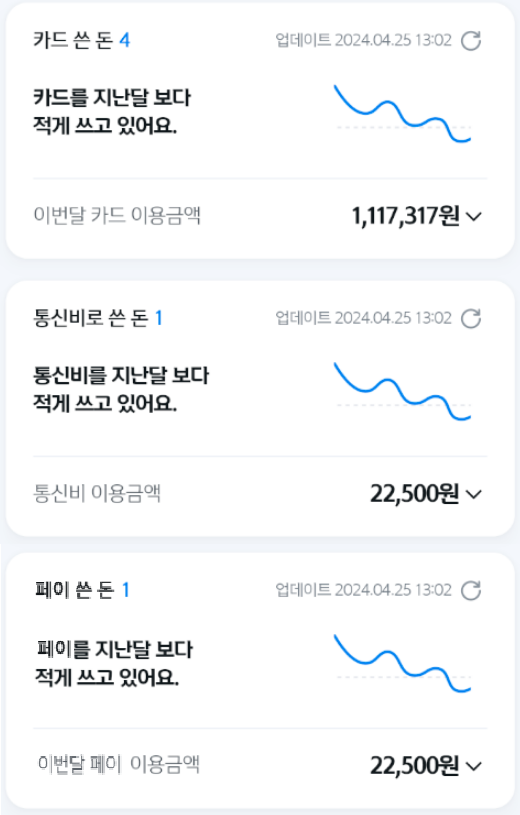 카드 쓴 돈 4
업데이트 2024.04.25 13:02
카드를 지난달 보다
적게 쓰고 있어요.
이번달 카드 이용금액
1,117,317원
통신비로 쓴 돈 1
업데이트 2024.04.25 13:02
통신비를 지난달 보다
적게 쓰고 있어요.
통신비 이용금액
22,500원
페이 쓴 돈 1
업데이트 2024.04.25 13:02
페이를 지난달 보다
적게 쓰고 있어요.
이번달 페이 이용금액
22,500원